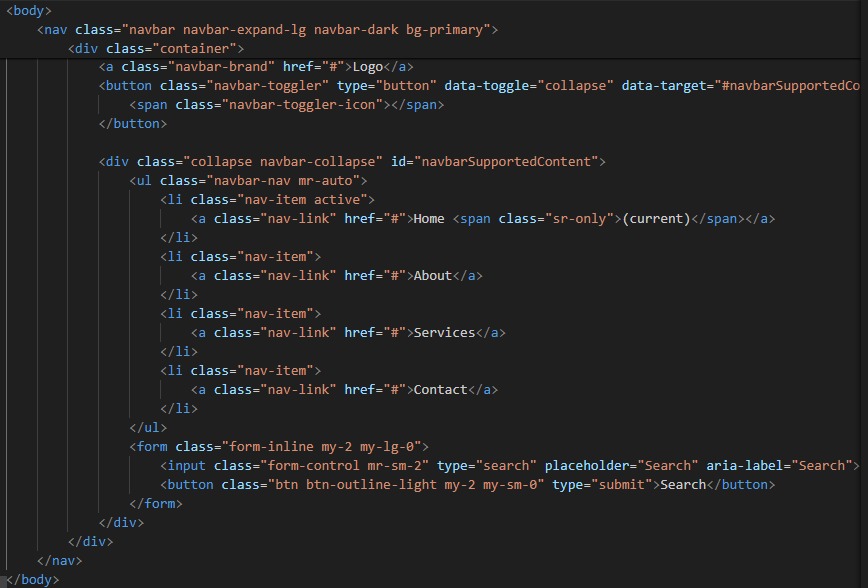 <body>
<nav class="navbar navbar-expand-lg navbar-dark bg-primary">
<div class="container">
<a class="navbar-brand" href="#">Logo</a>
<button class="navbar-toggler" type="button" data-toggle="collapse" data-target="#navbarSupportedCo
<span class="navbar-toggler-icon"></span>
</button>
<div class="collapse navbar-collapse" id="navbarSupportedContent">
<ul class="navbar-nav mr-auto">
<li class="nav-item active">
<a class="nav-link" href="#">Home <span class="sr-only">(current)</span></a>
</li>
<li class="nav-item">
<a class="nav-link" href="#">About</a>
</li>
<li class="nav-item">
<a class="nav-link" href="#">Services</a>
</li>
<li class="nav-item">
<a class="nav-link" href="#">Contact</a>
</li>
</ul>
<form class="form-inline my-2 my-lg-0">
<input class="form-control mr-sm-2" type="search" placeholder="Search" aria-label="Search">
<button class="btn btn-outline-light my-2 my-sm-0" type="submit">Search</button>
</form>
</div>
</div>
</nav>
</body>